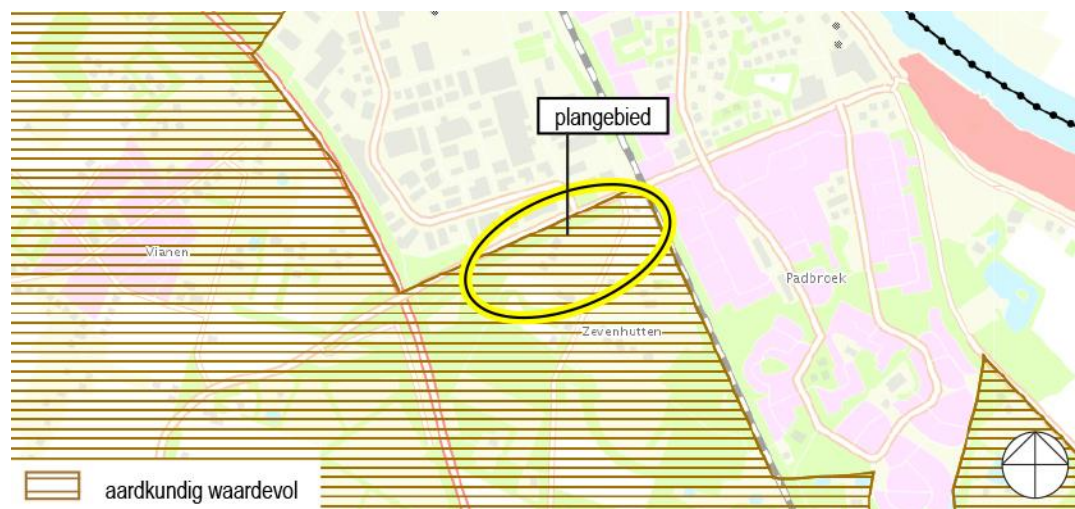 plangebied
Vianen
Padbroek
Zevenhutten
aardkundig waardevol